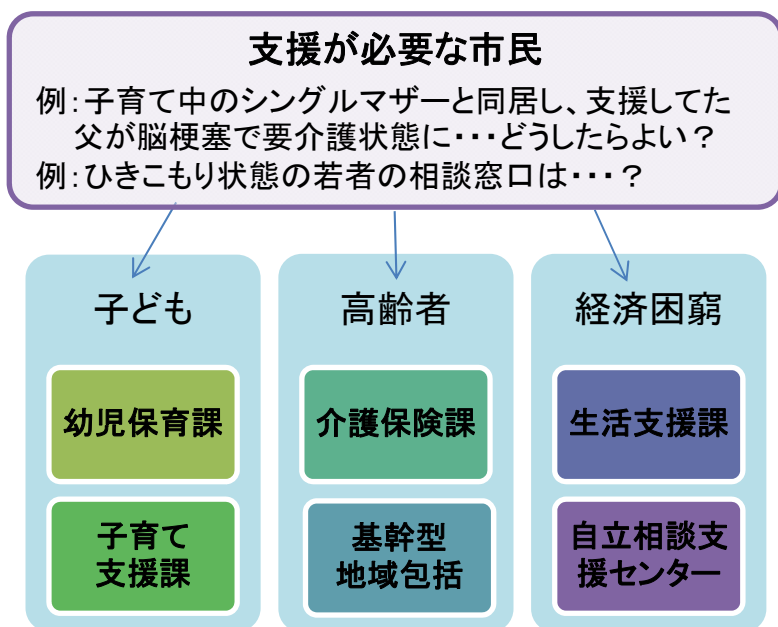 支援が必要な市民
例：子育て中のシングルマザーと同居し、支援してた
父が脳梗塞で要介護状態に・・・どうしたらよい？
例：ひきこもり状態の若者の相談窓口は・・・？
子ども
高齢者
経済困窮
幼児保育課
介護保険課
生活支援課
子育て
支援課
基幹型
地域包括
自立相談支
援センター